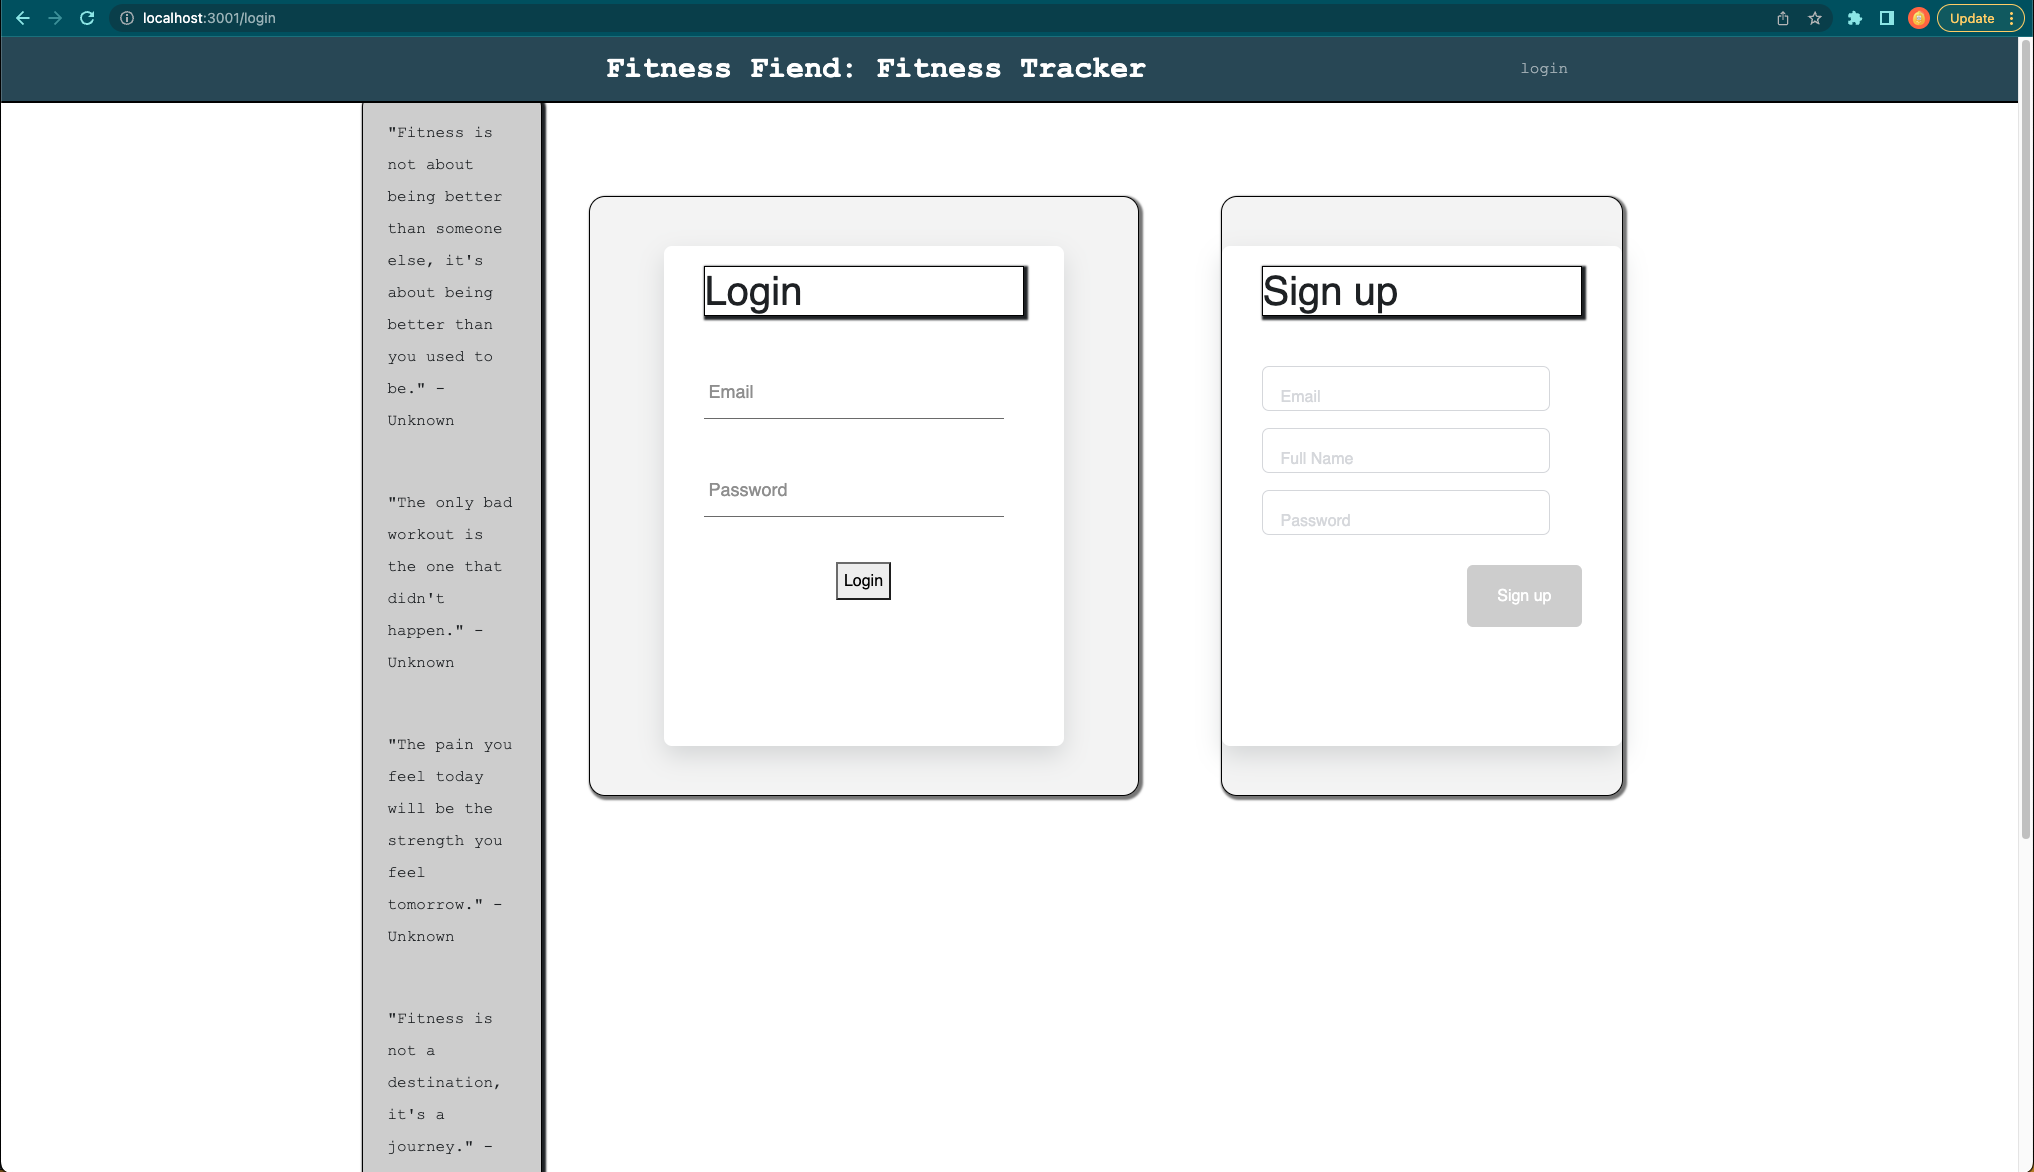 localhost:3001/login
Update
Fitness Fiend: Fitness Tracker
login
"Fitness is
not about
being better
than someone
else, it's
about being
better than
you used to
be." -
Unknown
"The only bad
workout is
the one that
didn't
happen." -
Unknown
"The pain you
feel today
will be the
strength you
feel
tomorrow." -
Unknown
"Fitness is
not a
destination,
it's a
journey." -
Login
Email
Password
Login
Sign up
Email
Full Name
Password
Sign up